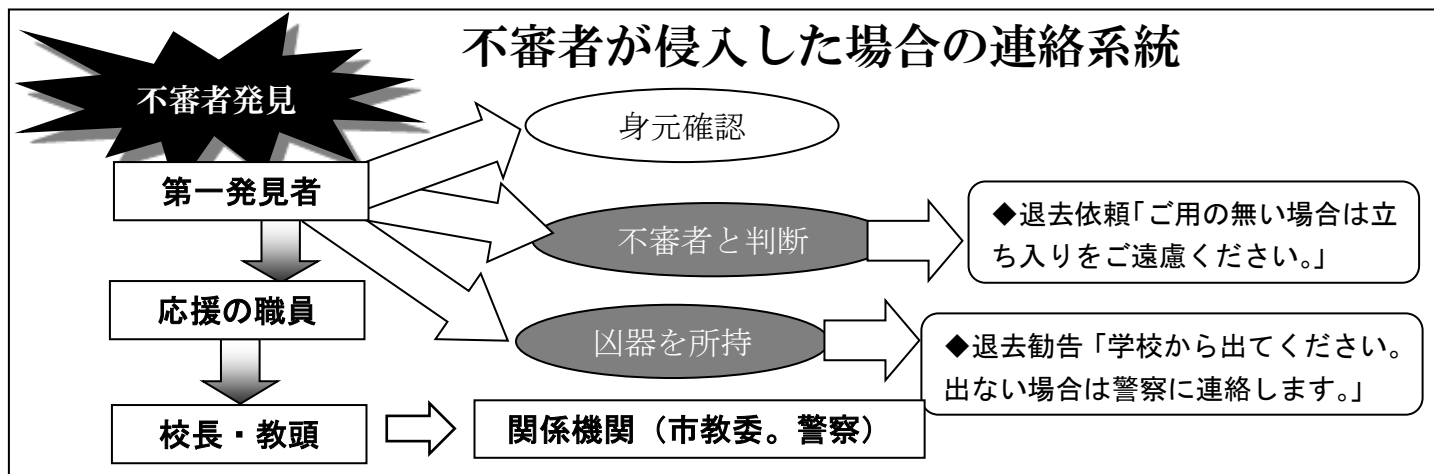 不審者が侵入した場合の連絡系統
不審者発見
身元確認
第一発見者
不審者と判断
◆退去依頼「ご用の無い場合は立
ち入りをご遠慮ください。」
応援の職員
凶器を所持
◆退去勧告「学校から出てください。
出ない場合は警察に連絡します。」
校長・教頭
関係機関（市教委。警察）